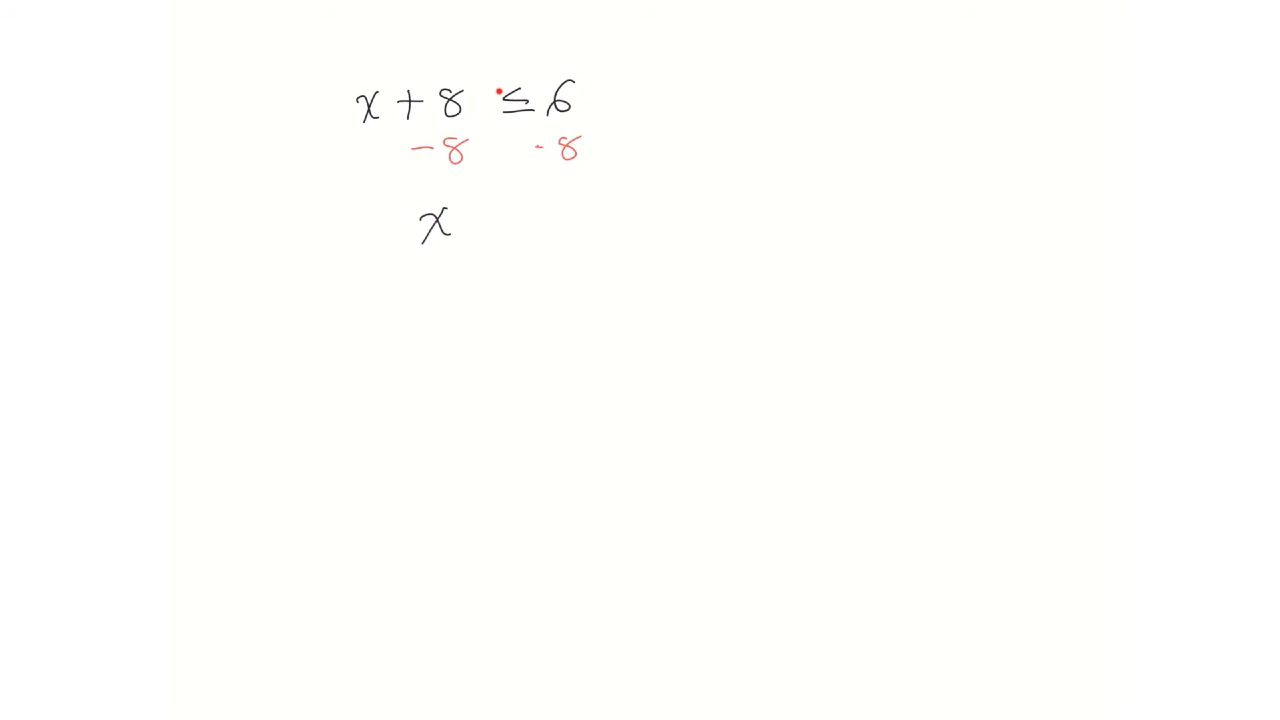 x + 8 ≤ 6
-8 -8
x